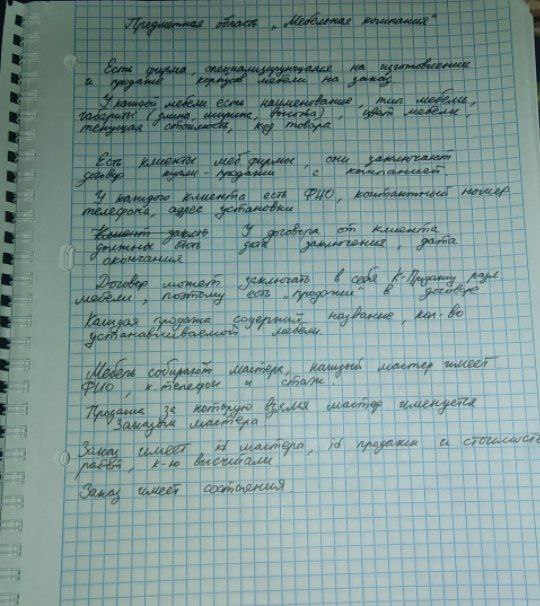 Предметная область „Мебельная компания"
Есть фирма, специализирующаяся на изготовлении
и продаже корпусн мебели на заказ.
У каждой мебели есть наименование, тип мебели,
габариты (длина, ширина, высота), цвет мебели,
текущая стоимость, код товара
Есть клиенты меб. фирмы, они заключают
договор купли-продажи с компанией.
У каждого клиента есть ФИО, контактный номер
телефона, адрес установки
Клиент заклю У договора от клиента
должны быть дата заключения, дата
окончания
Договор может заключать в себя К-Продажу разл
мебели, поэтому есть „продажи" в договоре
Каждая продажа содержит название, кол-во
устанавливаемой мебели.
Мебель собирают мастера, каждый мастер имеет
ФИО, к-телефон и стаж.
Продажа за которую взялся мастер именуется
Заказом мастера
Заказ имеет id мастера, id продажи и стоимость
работ, к-ю высчитали
Заказ имеет состояния.